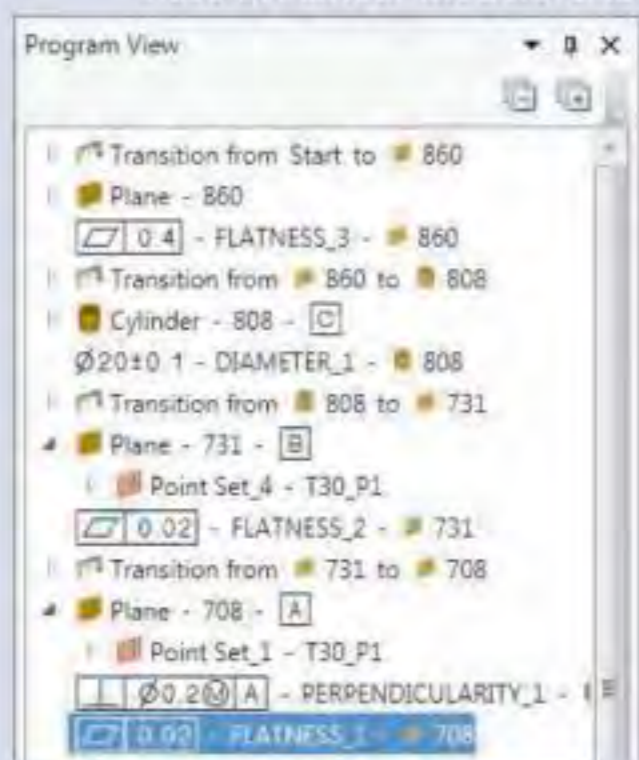 Program View
Transition from Start to 860
Plane - 860
0.4 - FLATNESS_3 - 860
Transition from 860 to 808
Cylinder - 808 - C
Ø20±0.1 - DIAMETER_1 - 808
Transition from 808 to 731
Plane - 731 - B
Point Set_4 - T30_P1
0.02 - FLATNESS_2 - 731
Transition from 731 to 708
Plane - 708 - A
Point Set_1 - T30_P1
⊥ Ø0.2Ⓜ A - PERPENDICULARITY_1 -
0.02 - FLATNESS_1 - 708